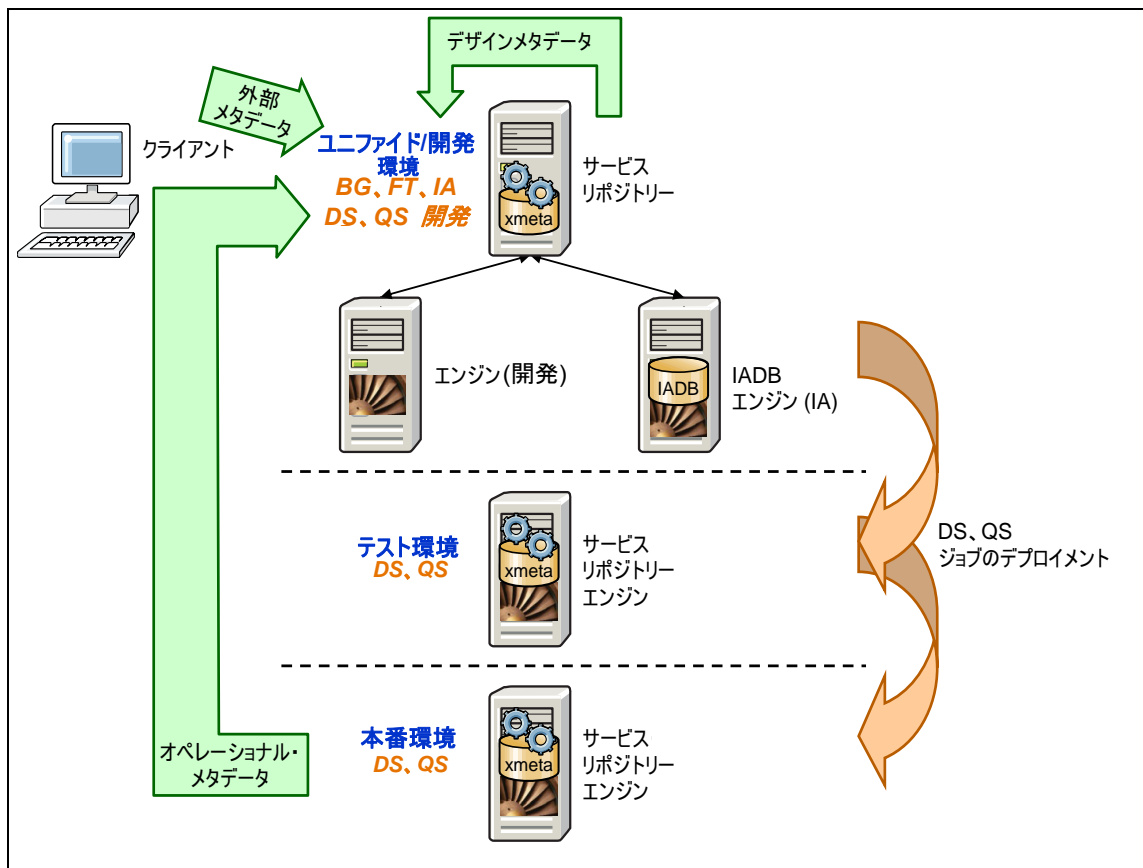 デザインメタデータ
外部
メタデータ
クライアント
ユニファイド/開発
環境
BG、FT、IA
DS、QS 開発
サービス
リポジトリー
xmeta
エンジン(開発)
IADB
IADB
エンジン (IA)
テスト環境
DS、QS
xmeta
サービス
リポジトリー
エンジン
DS、QS
ジョブのデプロイメント
本番環境
DS、QS
xmeta
サービス
リポジトリー
エンジン
オペレーショナル・
メタデータ